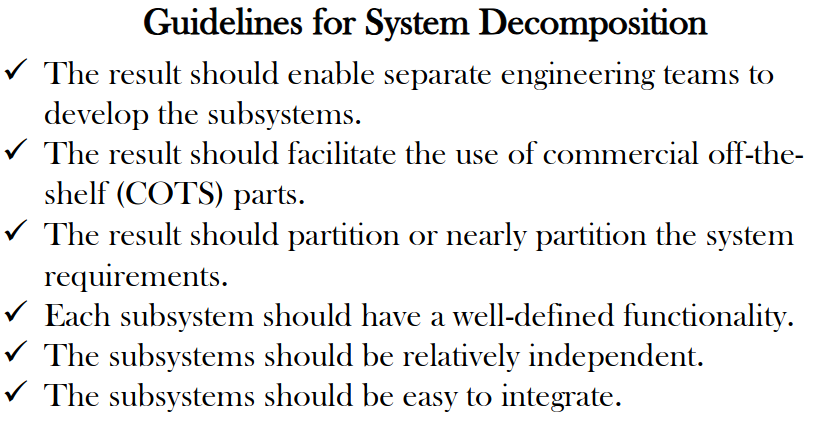 Guidelines for System Decomposition
✓ The result should enable separate engineering teams to
develop the subsystems.
✓ The result should facilitate the use of commercial off-the-
shelf (COTS) parts.
✓ The result should partition or nearly partition the system
requirements.
✓ Each subsystem should have a well-defined functionality.
✓ The subsystems should be relatively independent.
✓ The subsystems should be easy to integrate.